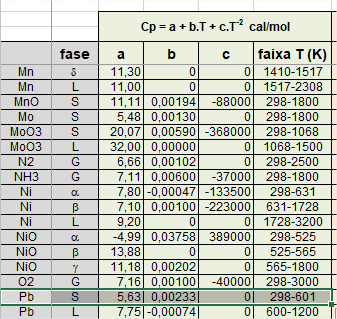 Cp = a + b.T + c.T⁻² cal/mol
fase a b c faixa T (K)
Mn δ 11,30 0 0 1410-1517
Mn L 11,00 0 0 1517-2308
MnO S 11,11 0,00194 -88000 298-1800
Mo S 5,48 0,00130 0 298-1800
MoO3 S 20,07 0,00590 -368000 298-1068
MoO3 L 32,00 0,00000 0 1068-1500
N2 G 6,66 0,00102 0 298-2500
NH3 G 7,11 0,00600 -37000 298-1800
Ni α 7,80 -0,00047 -133500 298-631
Ni β 7,10 0,00100 -223000 631-1728
Ni L 9,20 0 0 1728-3200
NiO α -4,99 0,03758 389000 298-525
NiO β 13,88 0 0 525-565
NiO γ 11,18 0,00202 0 565-1800
O2 G 7,16 0,00100 -40000 298-3000
Pb S 5,63 0,00233 0 298-601
Pb L 7,75 -0,00074 0 600-1200